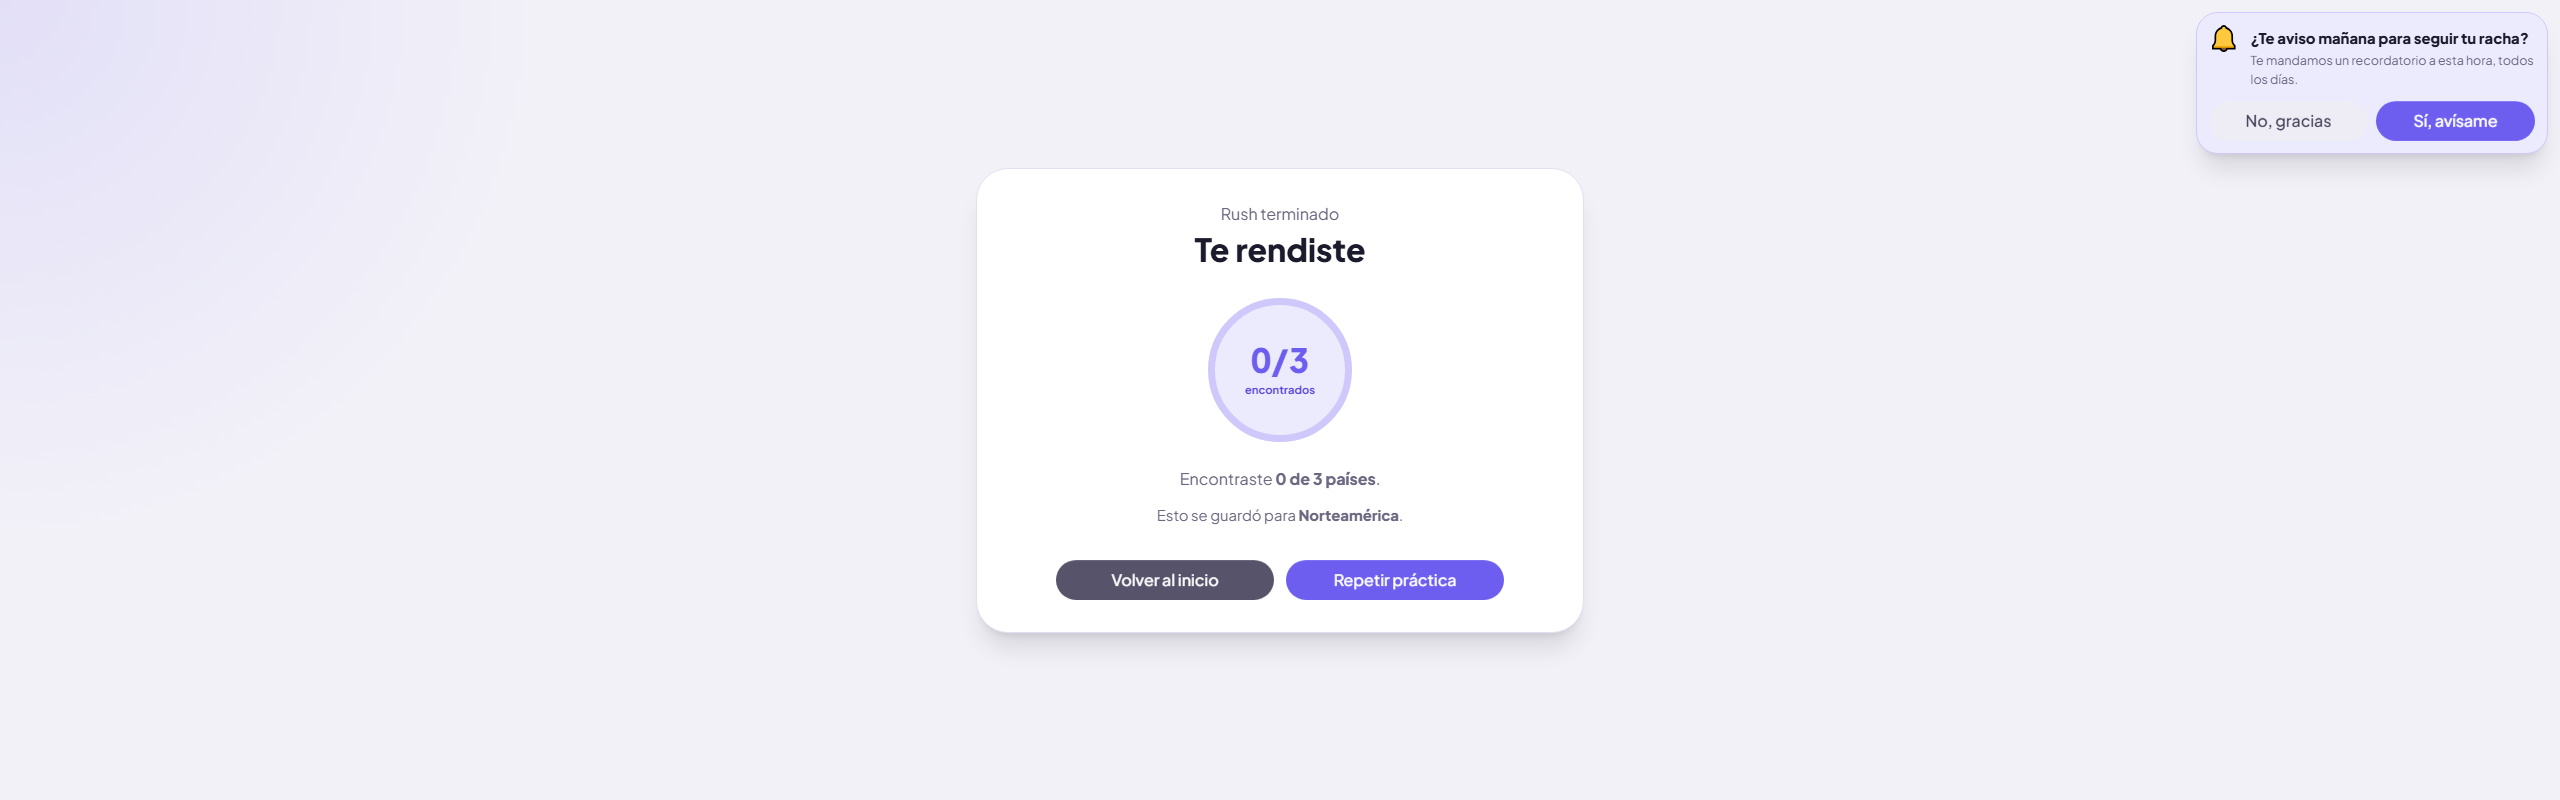 ¿Te aviso mañana para seguir tu racha?
Te mandamos un recordatorio a esta hora, todos
los días.
No, gracias
Sí, avísame
Rush terminado
Te rendiste
0/3
encontrados
Encontraste 0 de 3 países.
Esto se guardó para Norteamérica.
Volver al inicio
Repetir práctica